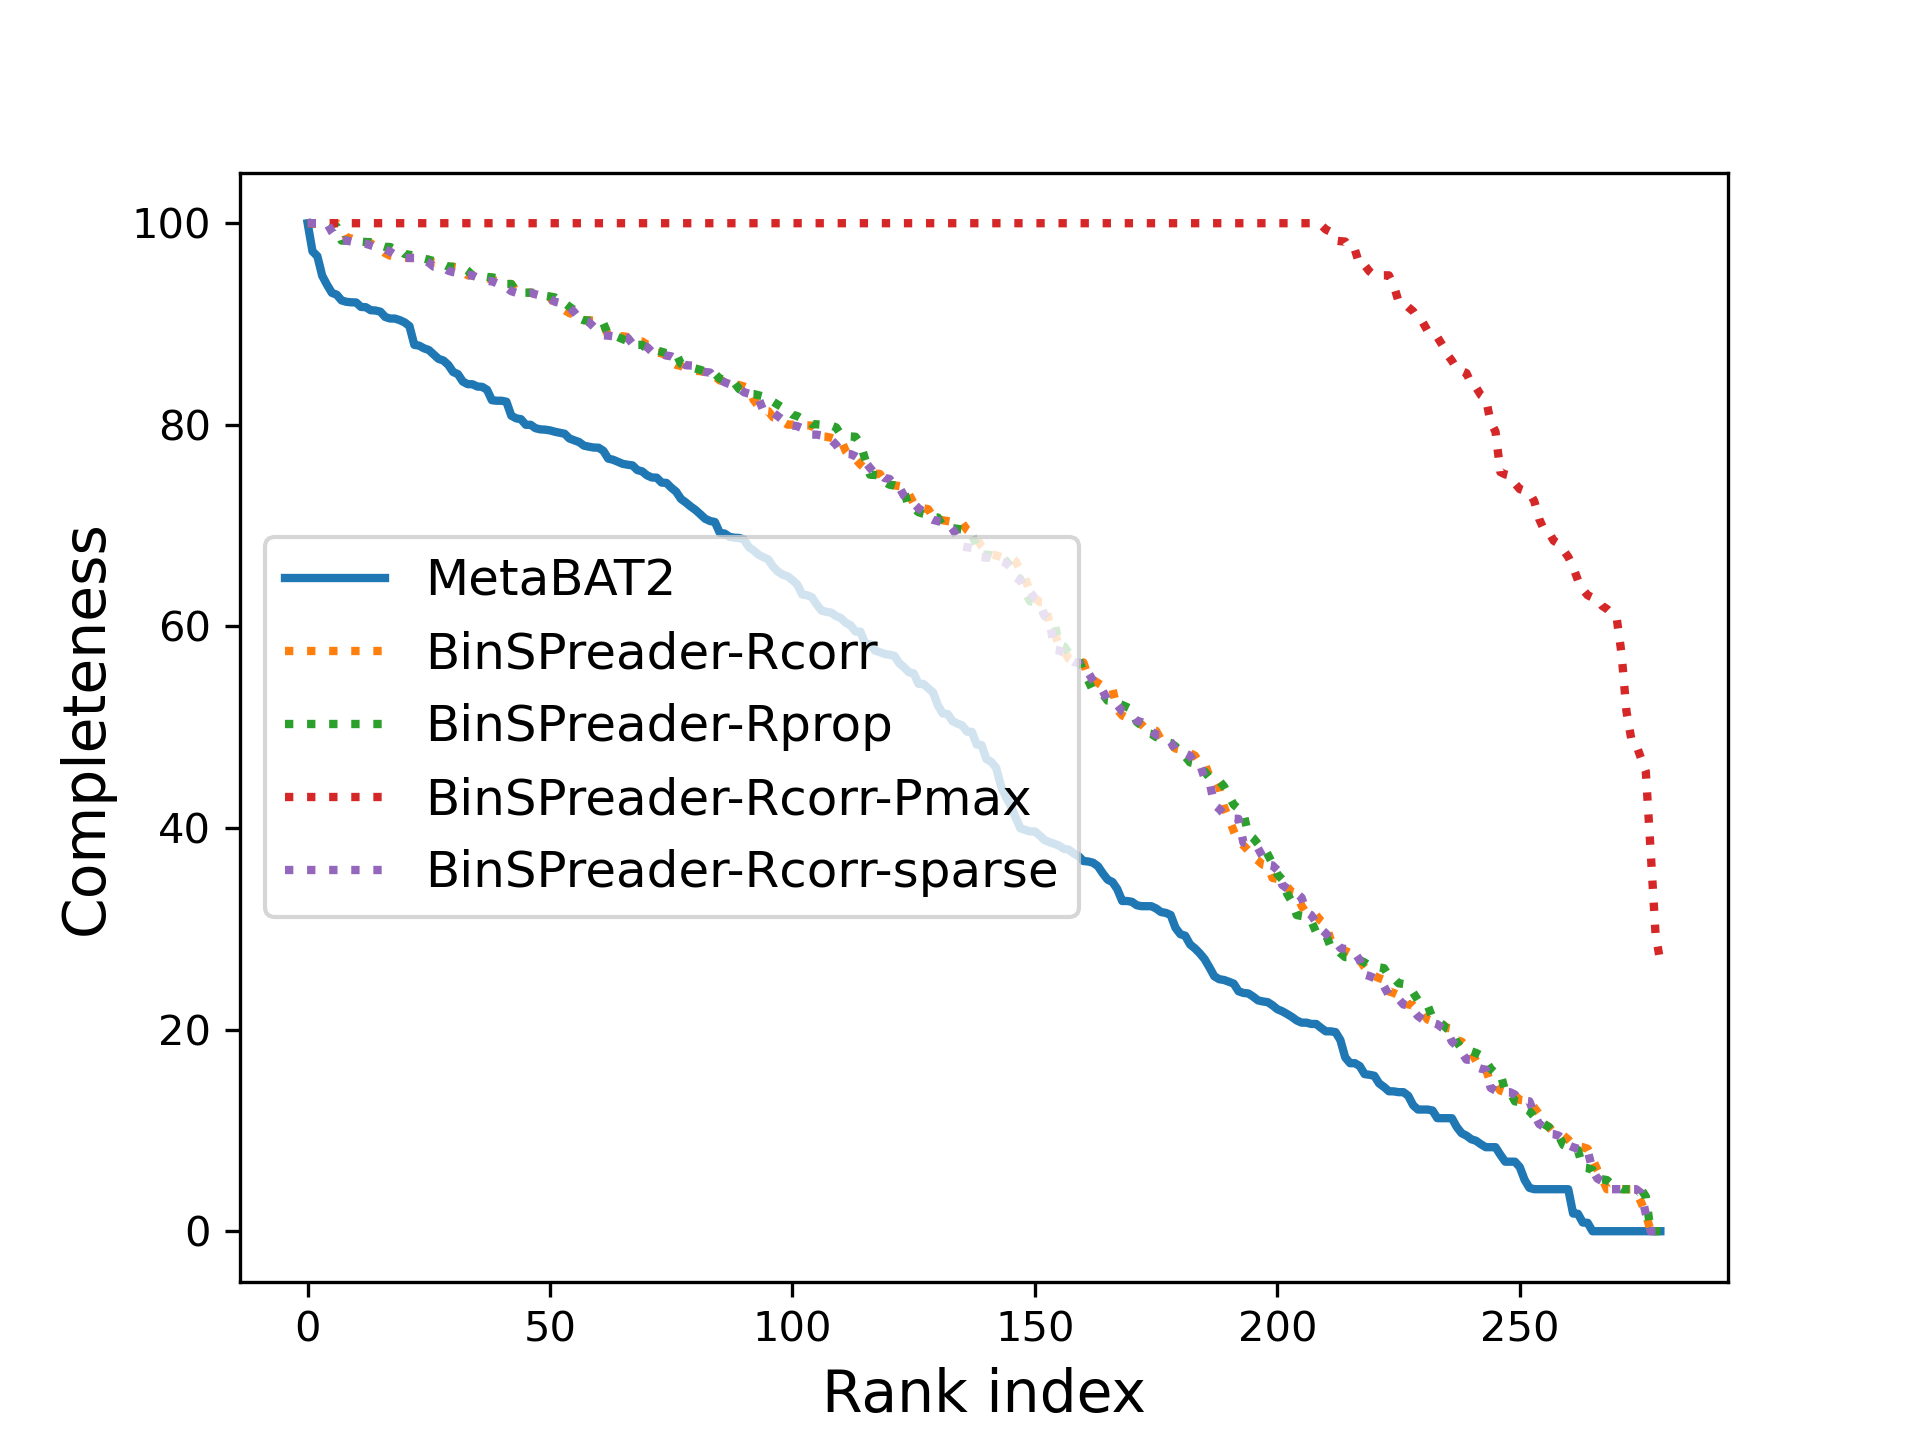 100
80
60
40
20
0
Completeness
MetaBAT2
BinSPreader-Rcorr
BinSPreader-Rprop
BinSPreader-Rcorr-Pmax
BinSPreader-Rcorr-sparse
0 50 100 150 200 250
Rank index